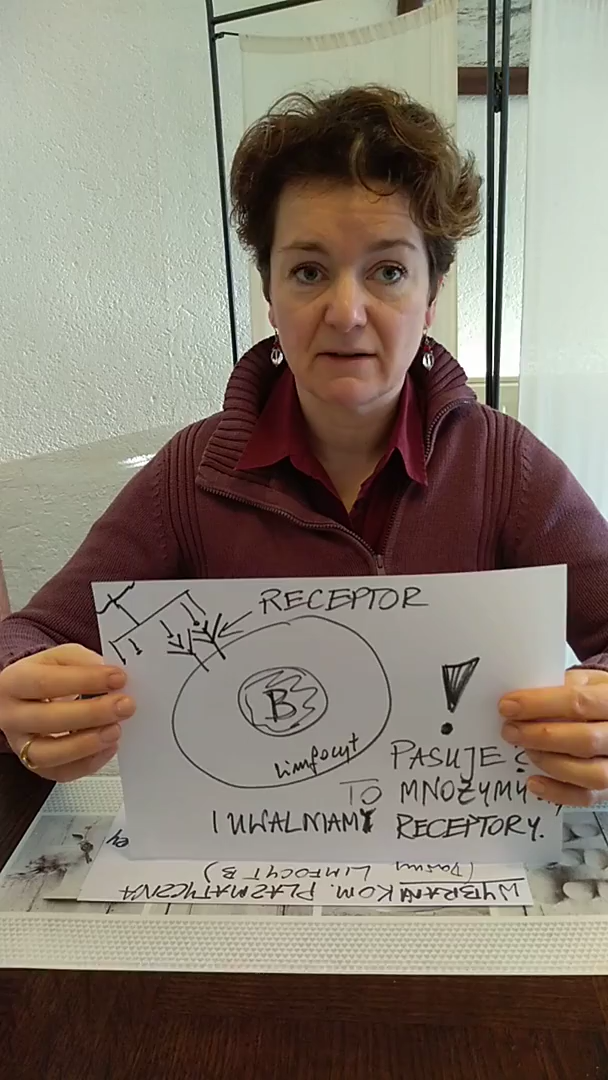 RECEPTOR
B
limfocyt
!
PASUJE?
TO MNOŻYMY
I UWALNIAMY RECEPTORY.
WYBRANA KOM. PLAZMATYCZNA
LIMFOCYT B)